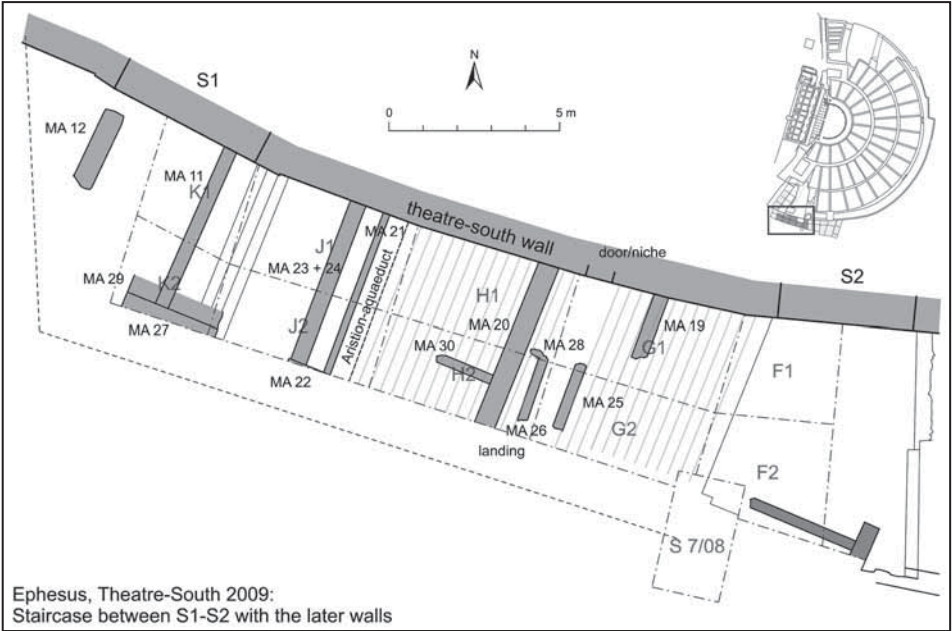 S1
N
0
5 m
MA 12
MA 11
K1
theatre-south wall
MA 21
door/niche
J1
S2
MA 23 + 24
MA 29
K2
H1
MA 20
MA 19
MA 27
Aristion-aquaeduct
J2
MA 30
MA 28
G1
H2
F1
MA 22
MA 25
MA 26
G2
landing
F2
S 7/08
Ephesus, Theatre-South 2009:
Staircase between S1-S2 with the later walls